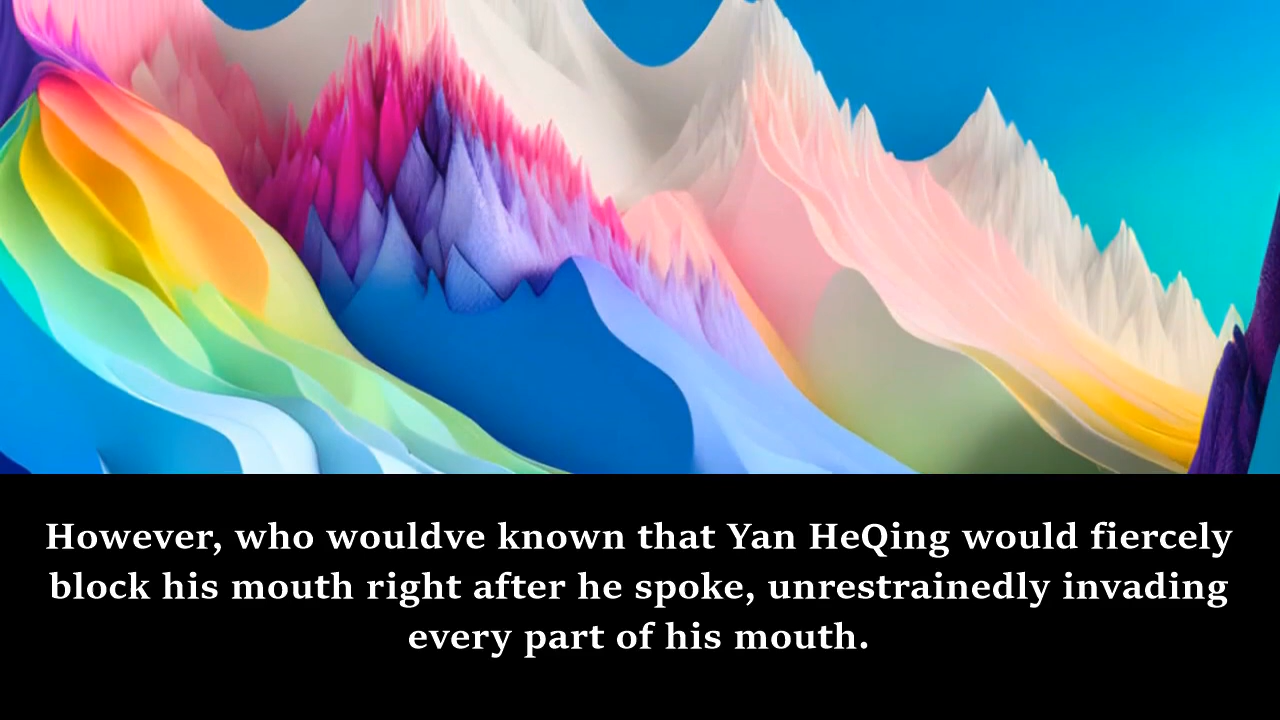 However, who wouldve known that Yan HeQing would fiercely
block his mouth right after he spoke, unrestrainedly invading
every part of his mouth.